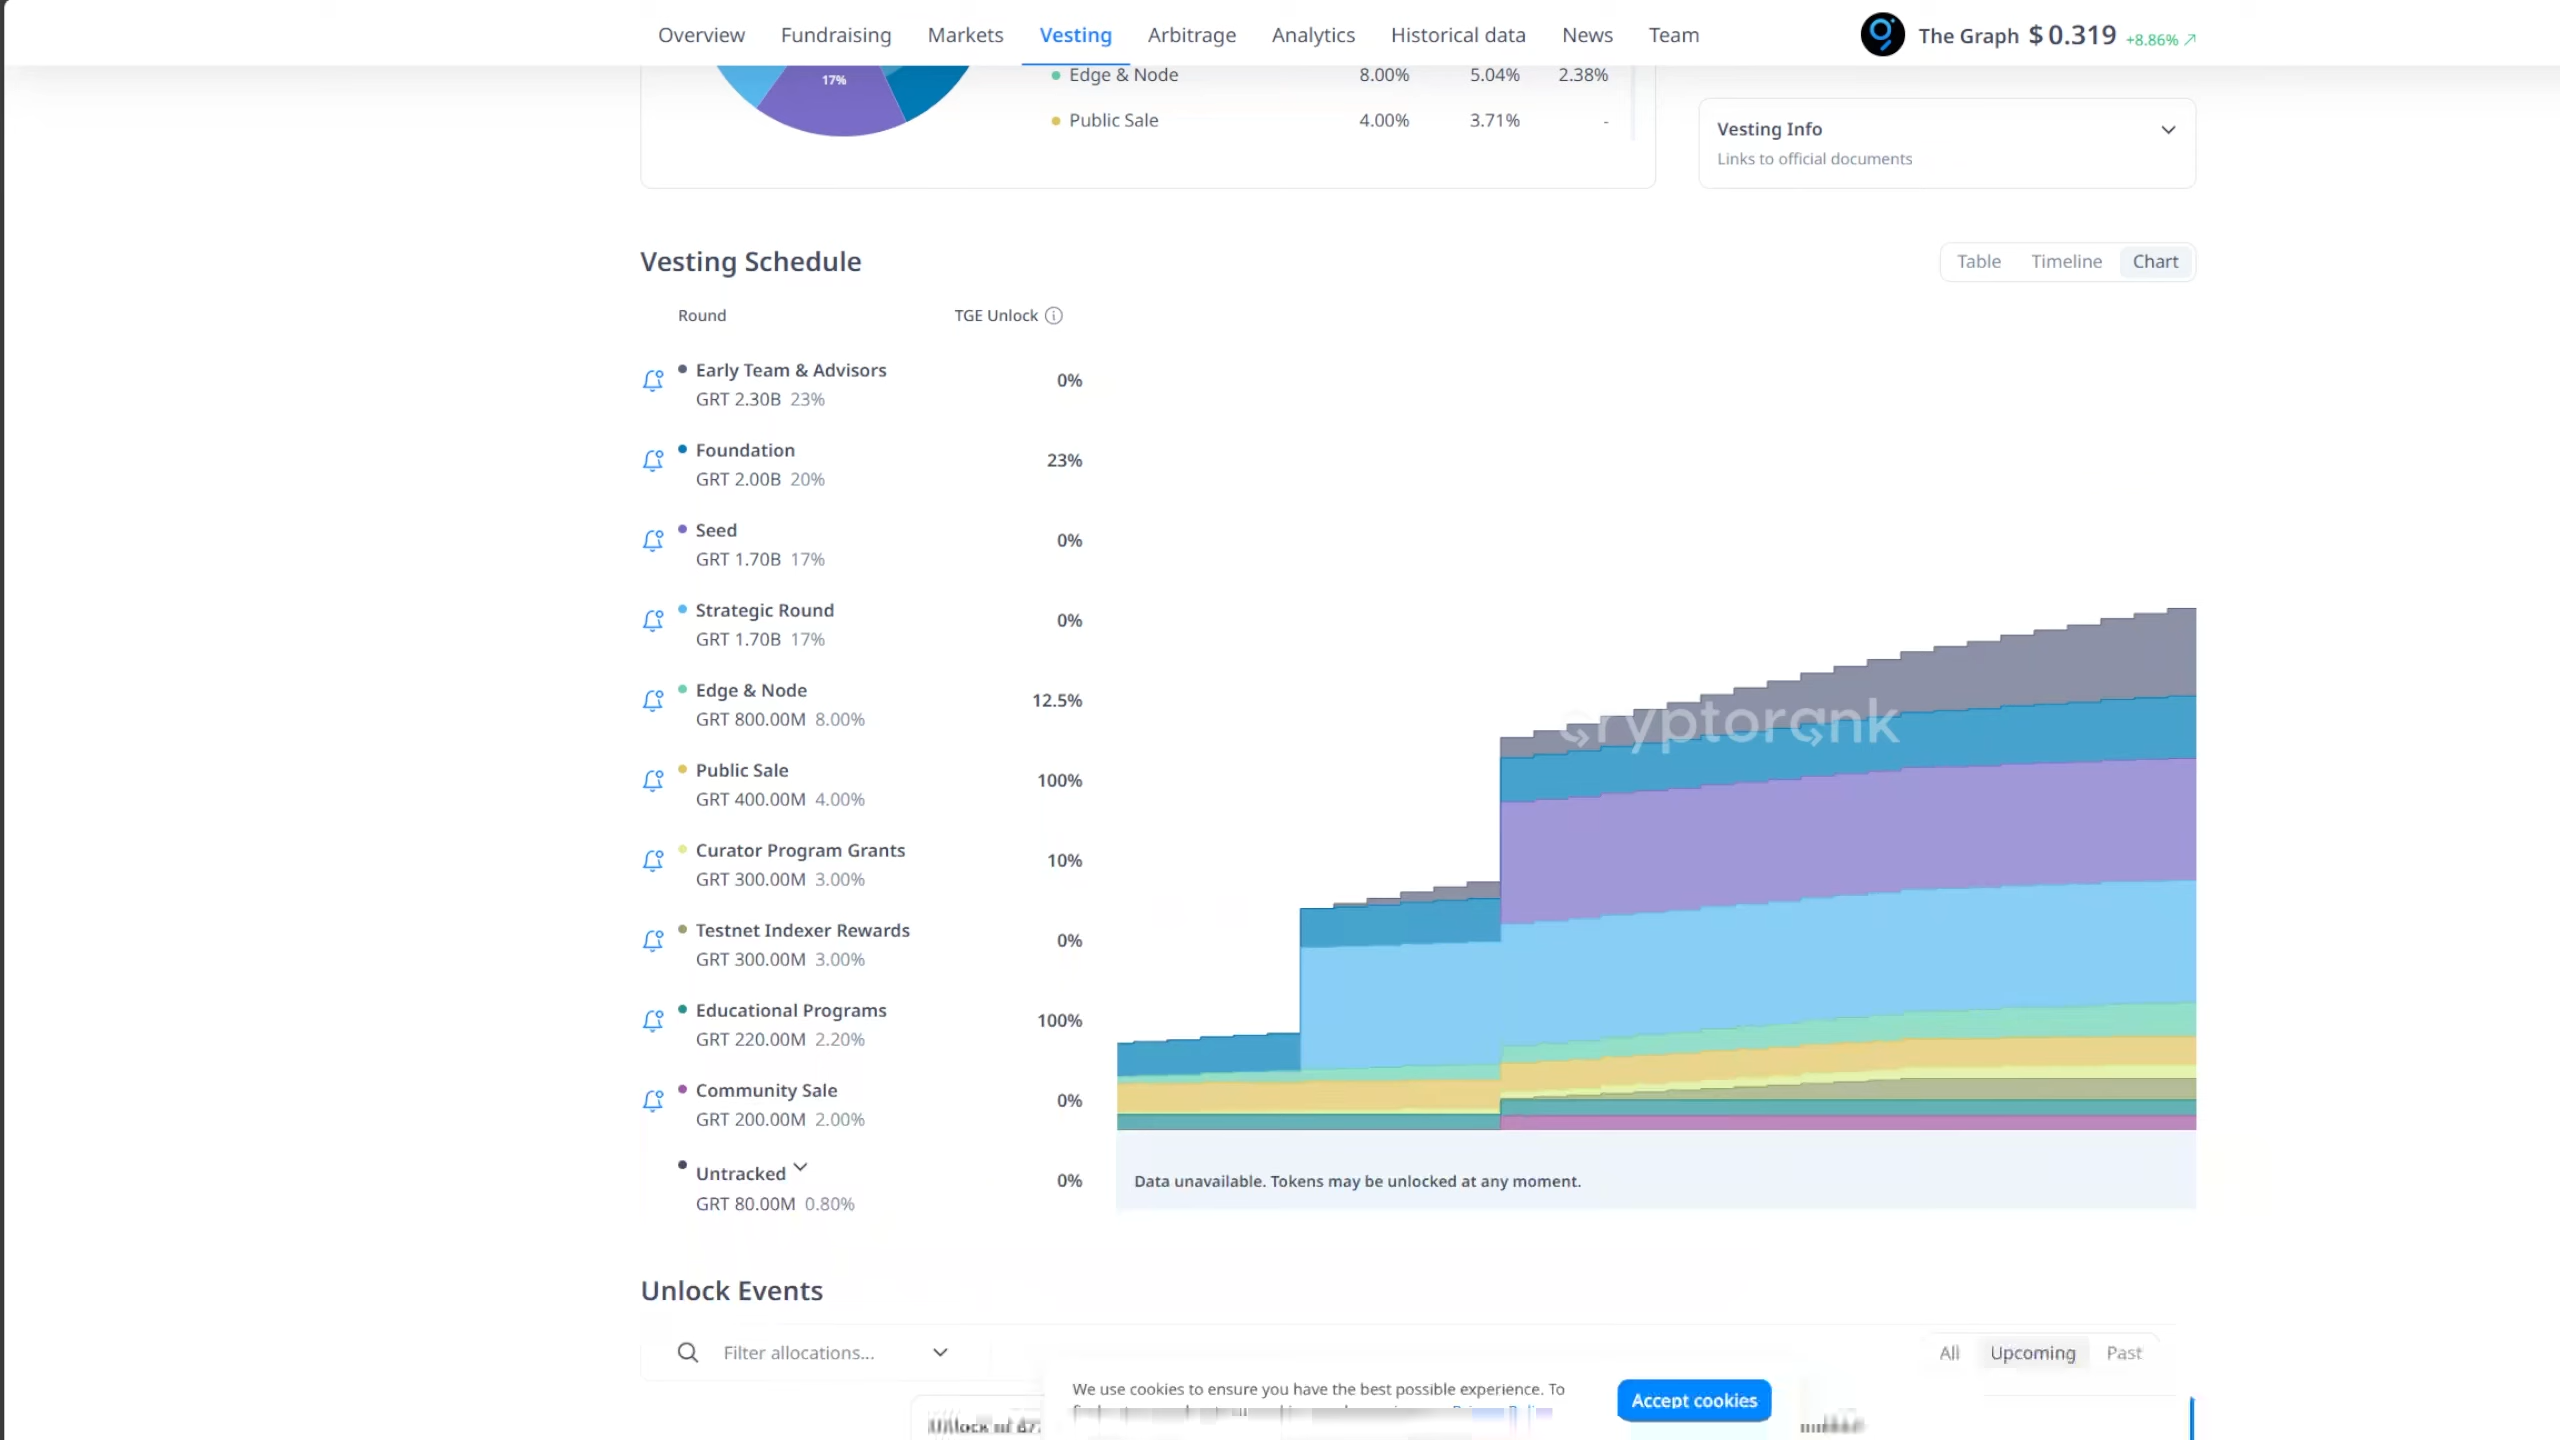 Overview Fundraising Markets Vesting Arbitrage Analytics Historical data News Team The Graph $ 0.319 +8.86%
17%
Edge & Node 8.00% 5.04% 2.38%
Public Sale 4.00% 3.71% -
Vesting Info
Links to official documents
Vesting Schedule
Table Timeline Chart
Round TGE Unlock
Early Team & Advisors
GRT 2.30B 23%
0%
Foundation
GRT 2.00B 20%
23%
Seed
GRT 1.70B 17%
0%
Strategic Round
GRT 1.70B 17%
0%
Edge & Node
GRT 800.00M 8.00%
12.5%
Public Sale
GRT 400.00M 4.00%
100%
Curator Program Grants
GRT 300.00M 3.00%
10%
Testnet Indexer Rewards
GRT 300.00M 3.00%
0%
Educational Programs
GRT 220.00M 2.20%
100%
Community Sale
GRT 200.00M 2.00%
0%
Untracked
GRT 80.00M 0.80%
0%
cryptorank
Data unavailable. Tokens may be unlocked at any moment.
Unlock Events
Filter allocations...
All Upcoming Past
We use cookies to ensure you have the best possible experience. To
Accept cookies